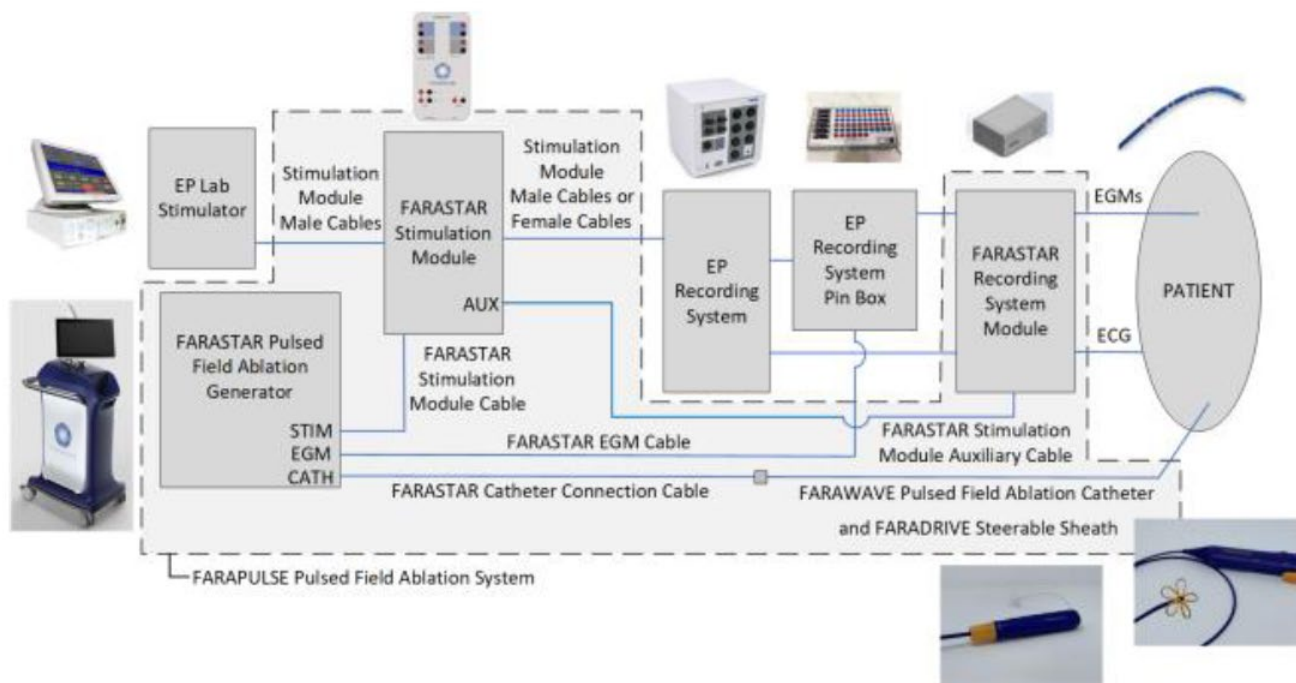 EP Lab
Stimulator
Stimulation
Module
Male Cables
FARASTAR
Stimulation
Module
AUX
Stimulation
Module
Male Cables or
Female Cables
EP
Recording
System
EP
Recording
System
Pin Box
FARASTAR
Recording
System
Module
EGMs
ECG
PATIENT
FARASTAR Pulsed
Field Ablation
Generator
STIM
EGM
CATH
FARASTAR
Stimulation
Module Cable
FARASTAR EGM Cable
FARASTAR Stimulation
Module Auxiliary Cable
FARASTAR Catheter Connection Cable
FARAWAVE Pulsed Field Ablation Catheter
and FARADRIVE Steerable Sheath
FARAPULSE Pulsed Field Ablation System